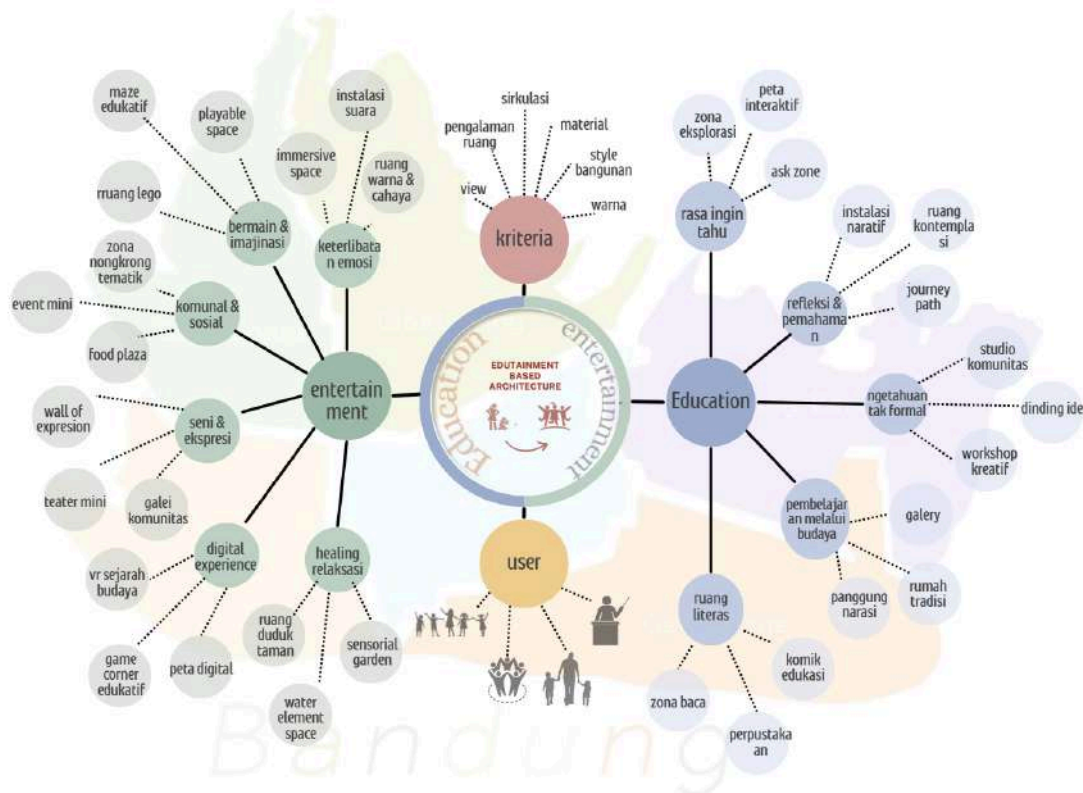 maze
edukatif
playable
space
instalasi
suara
immersive
space
ruang
warna &
cahaya
rruang lego
bermain &
imajinasi
keterlibata
n emosi
zona
nongkrong
tematik
event mini
komunal &
sosial
food plaza
entertain
ment
wall of
expresion
seni &
ekspresi
teater mini
galei
komunitas
digital
experience
vr sejarah
budaya
game
corner
edukatif
peta digital
healing
relaksasi
ruang
duduk
taman
water
element
space
sensorial
garden
sirkulasi
pengalaman
ruang
material
style
bangunan
view
warna
kriteria
Education
entertainment
EDUTAINMENT
BASED
ARCHITECTURE
user
zona
eksplorasi
peta
interaktif
ask zone
rasa ingin
tahu
instalasi
naratif
ruang
kontempla
si
refleksi &
pemahama
n
journey
path
Education
studio
komunitas
ngetahuan
tak formal
dinding ide
workshop
kreatif
pembelajar
an melalui
budaya
galery
rumah
tradisi
panggung
narasi
ruang
literas
komik
edukasi
zona baca
perpustaka
an
Bandung